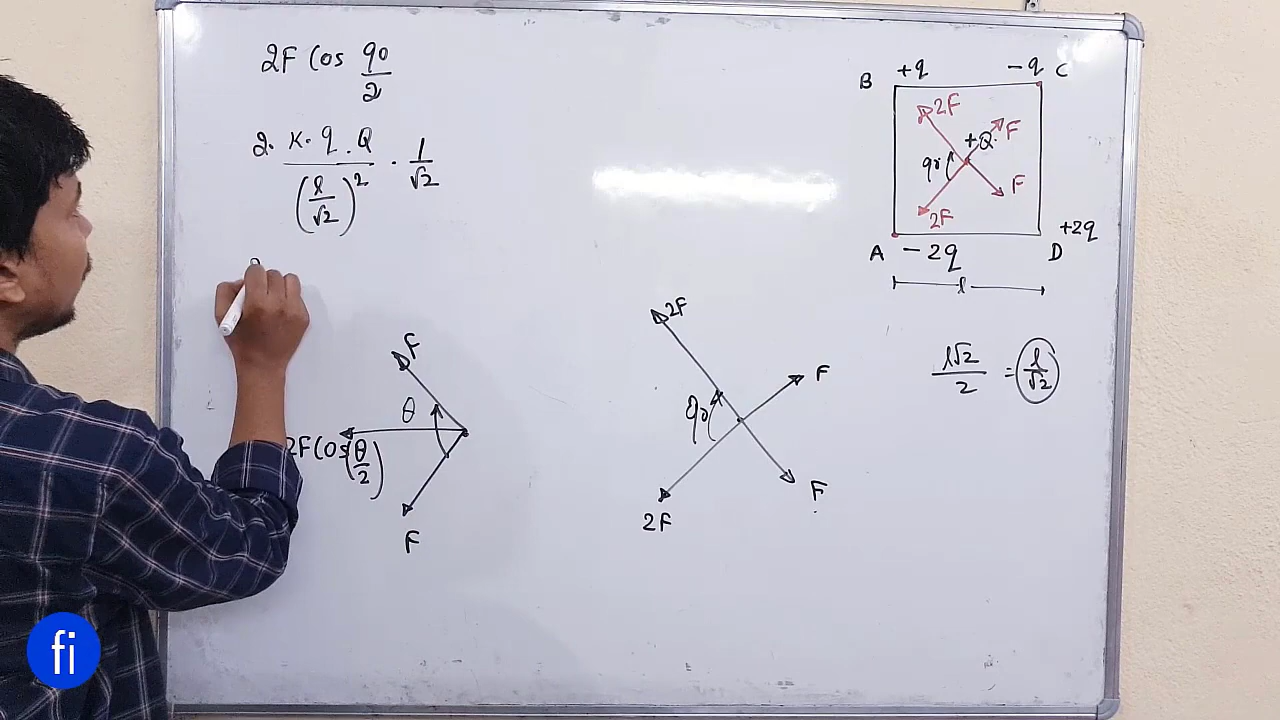 2F Cos 90/2
2. K. q . Q / (l/√2)² . 1/√2
B +q -q C
2F
+Q. F
90
F
2F
A -2q D +2q
l
l√2/2 = l/√2
F
θ
2F Cos(θ/2)
F
2F
90
F
F
2F
fi